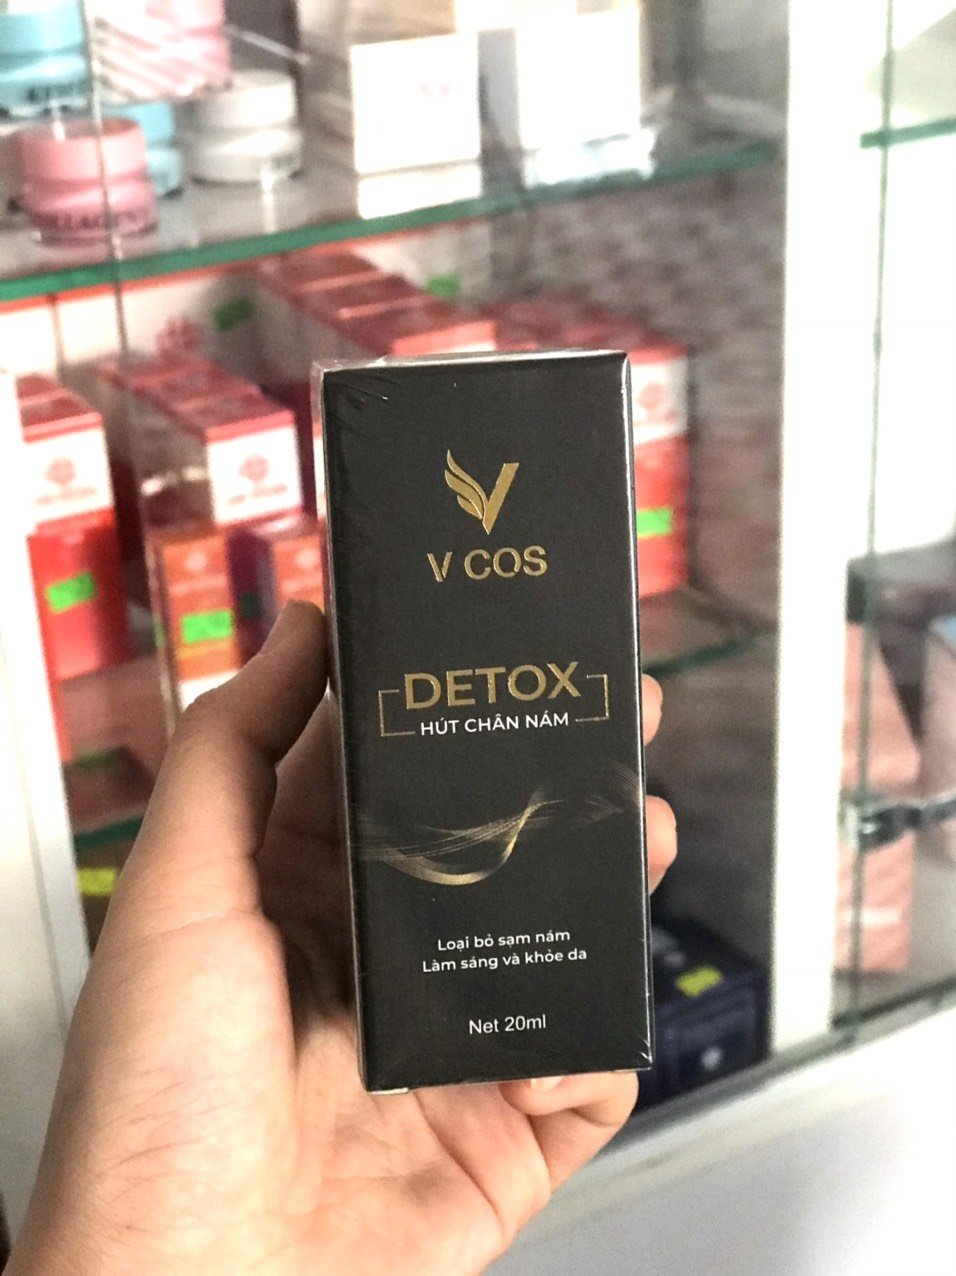 V COS
DETOX
HÚT CHÂN NÁM
Loại bỏ sạm nám
Làm sáng và khỏe da
Net 20ml